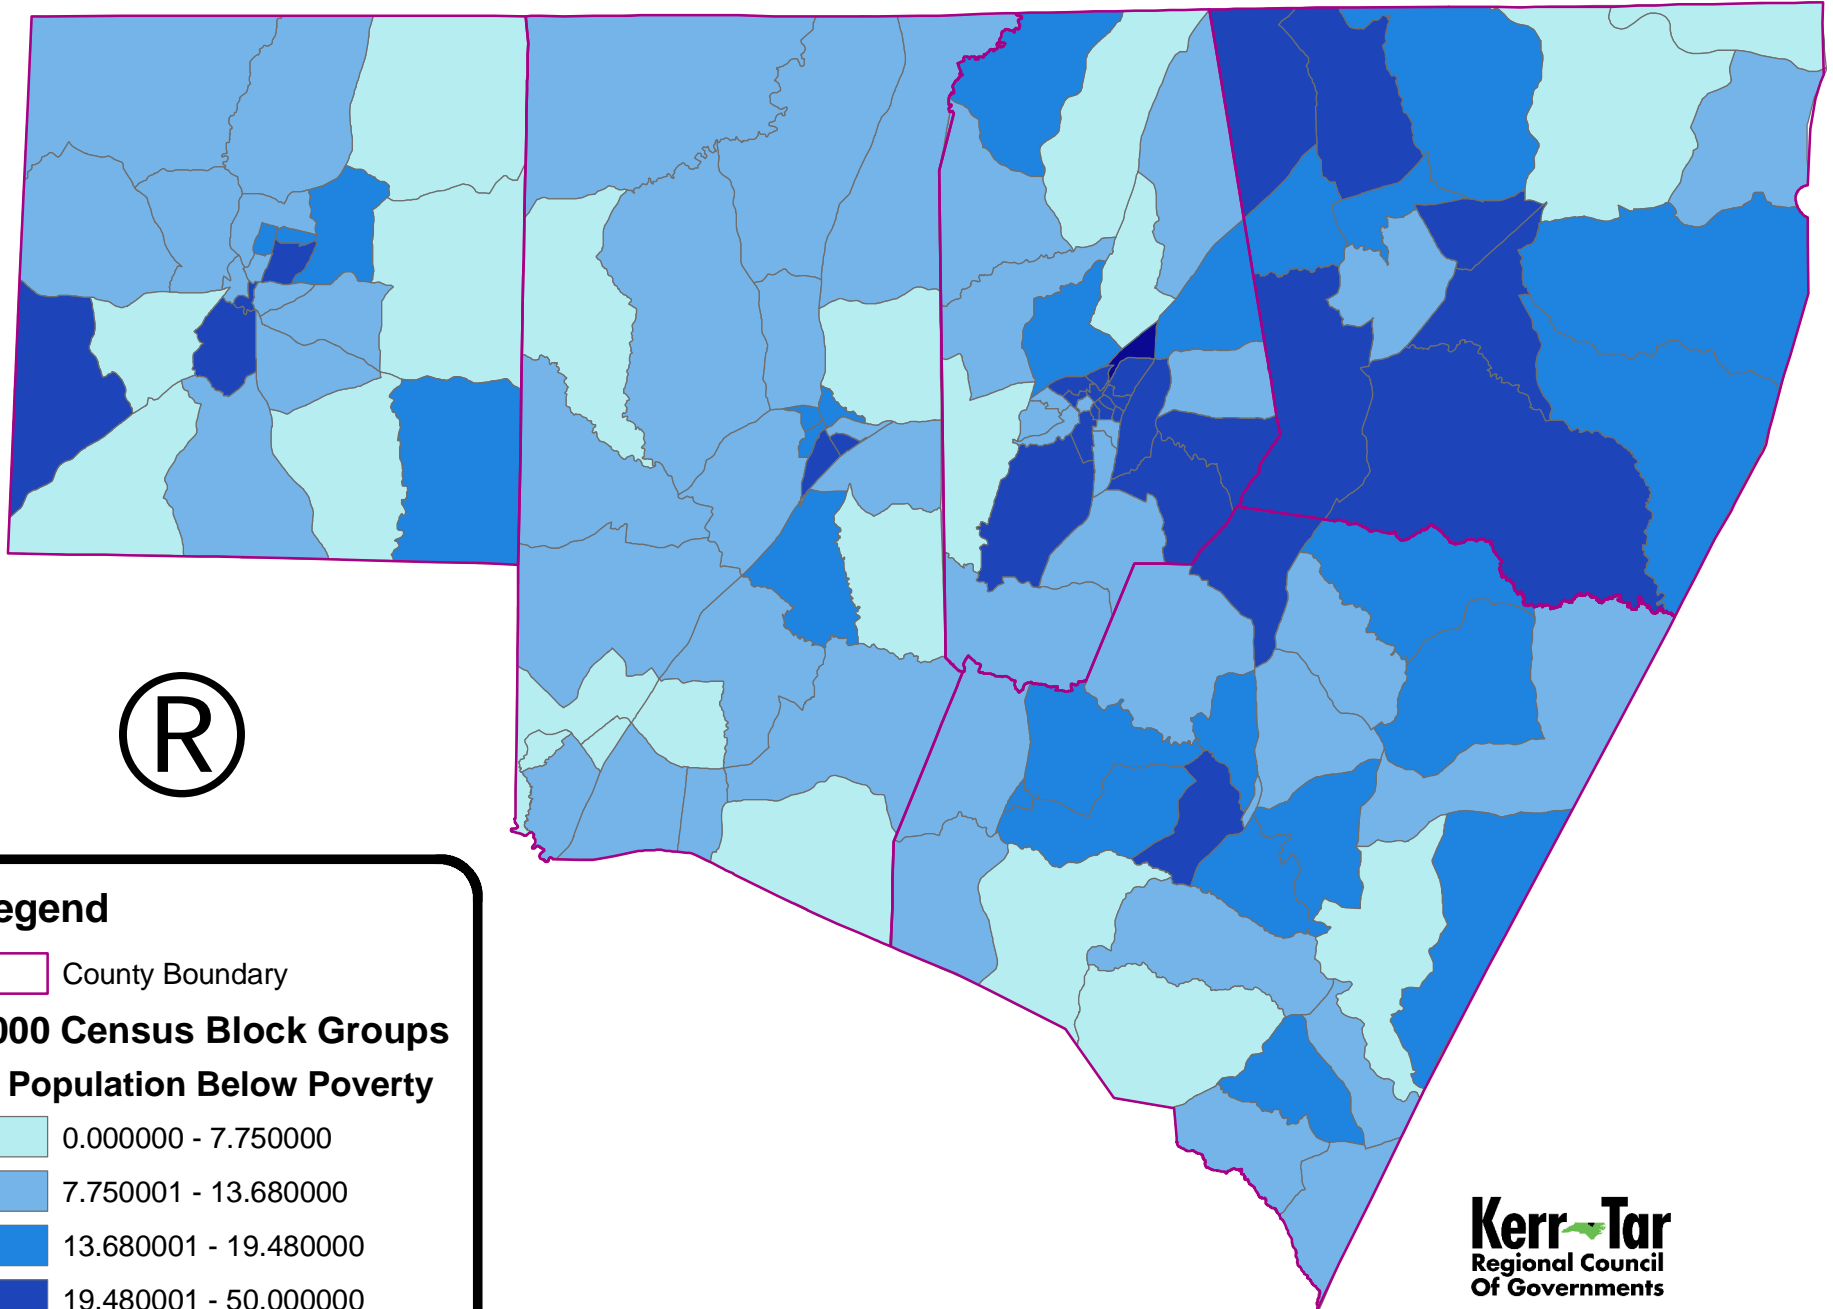 ®
egend
County Boundary
000 Census Block Groups
Population Below Poverty
0.000000 - 7.750000
7.750001 - 13.680000
13.680001 - 19.480000
19.480001 - 50.000000
Kerr Tar
Regional Council
Of Governments